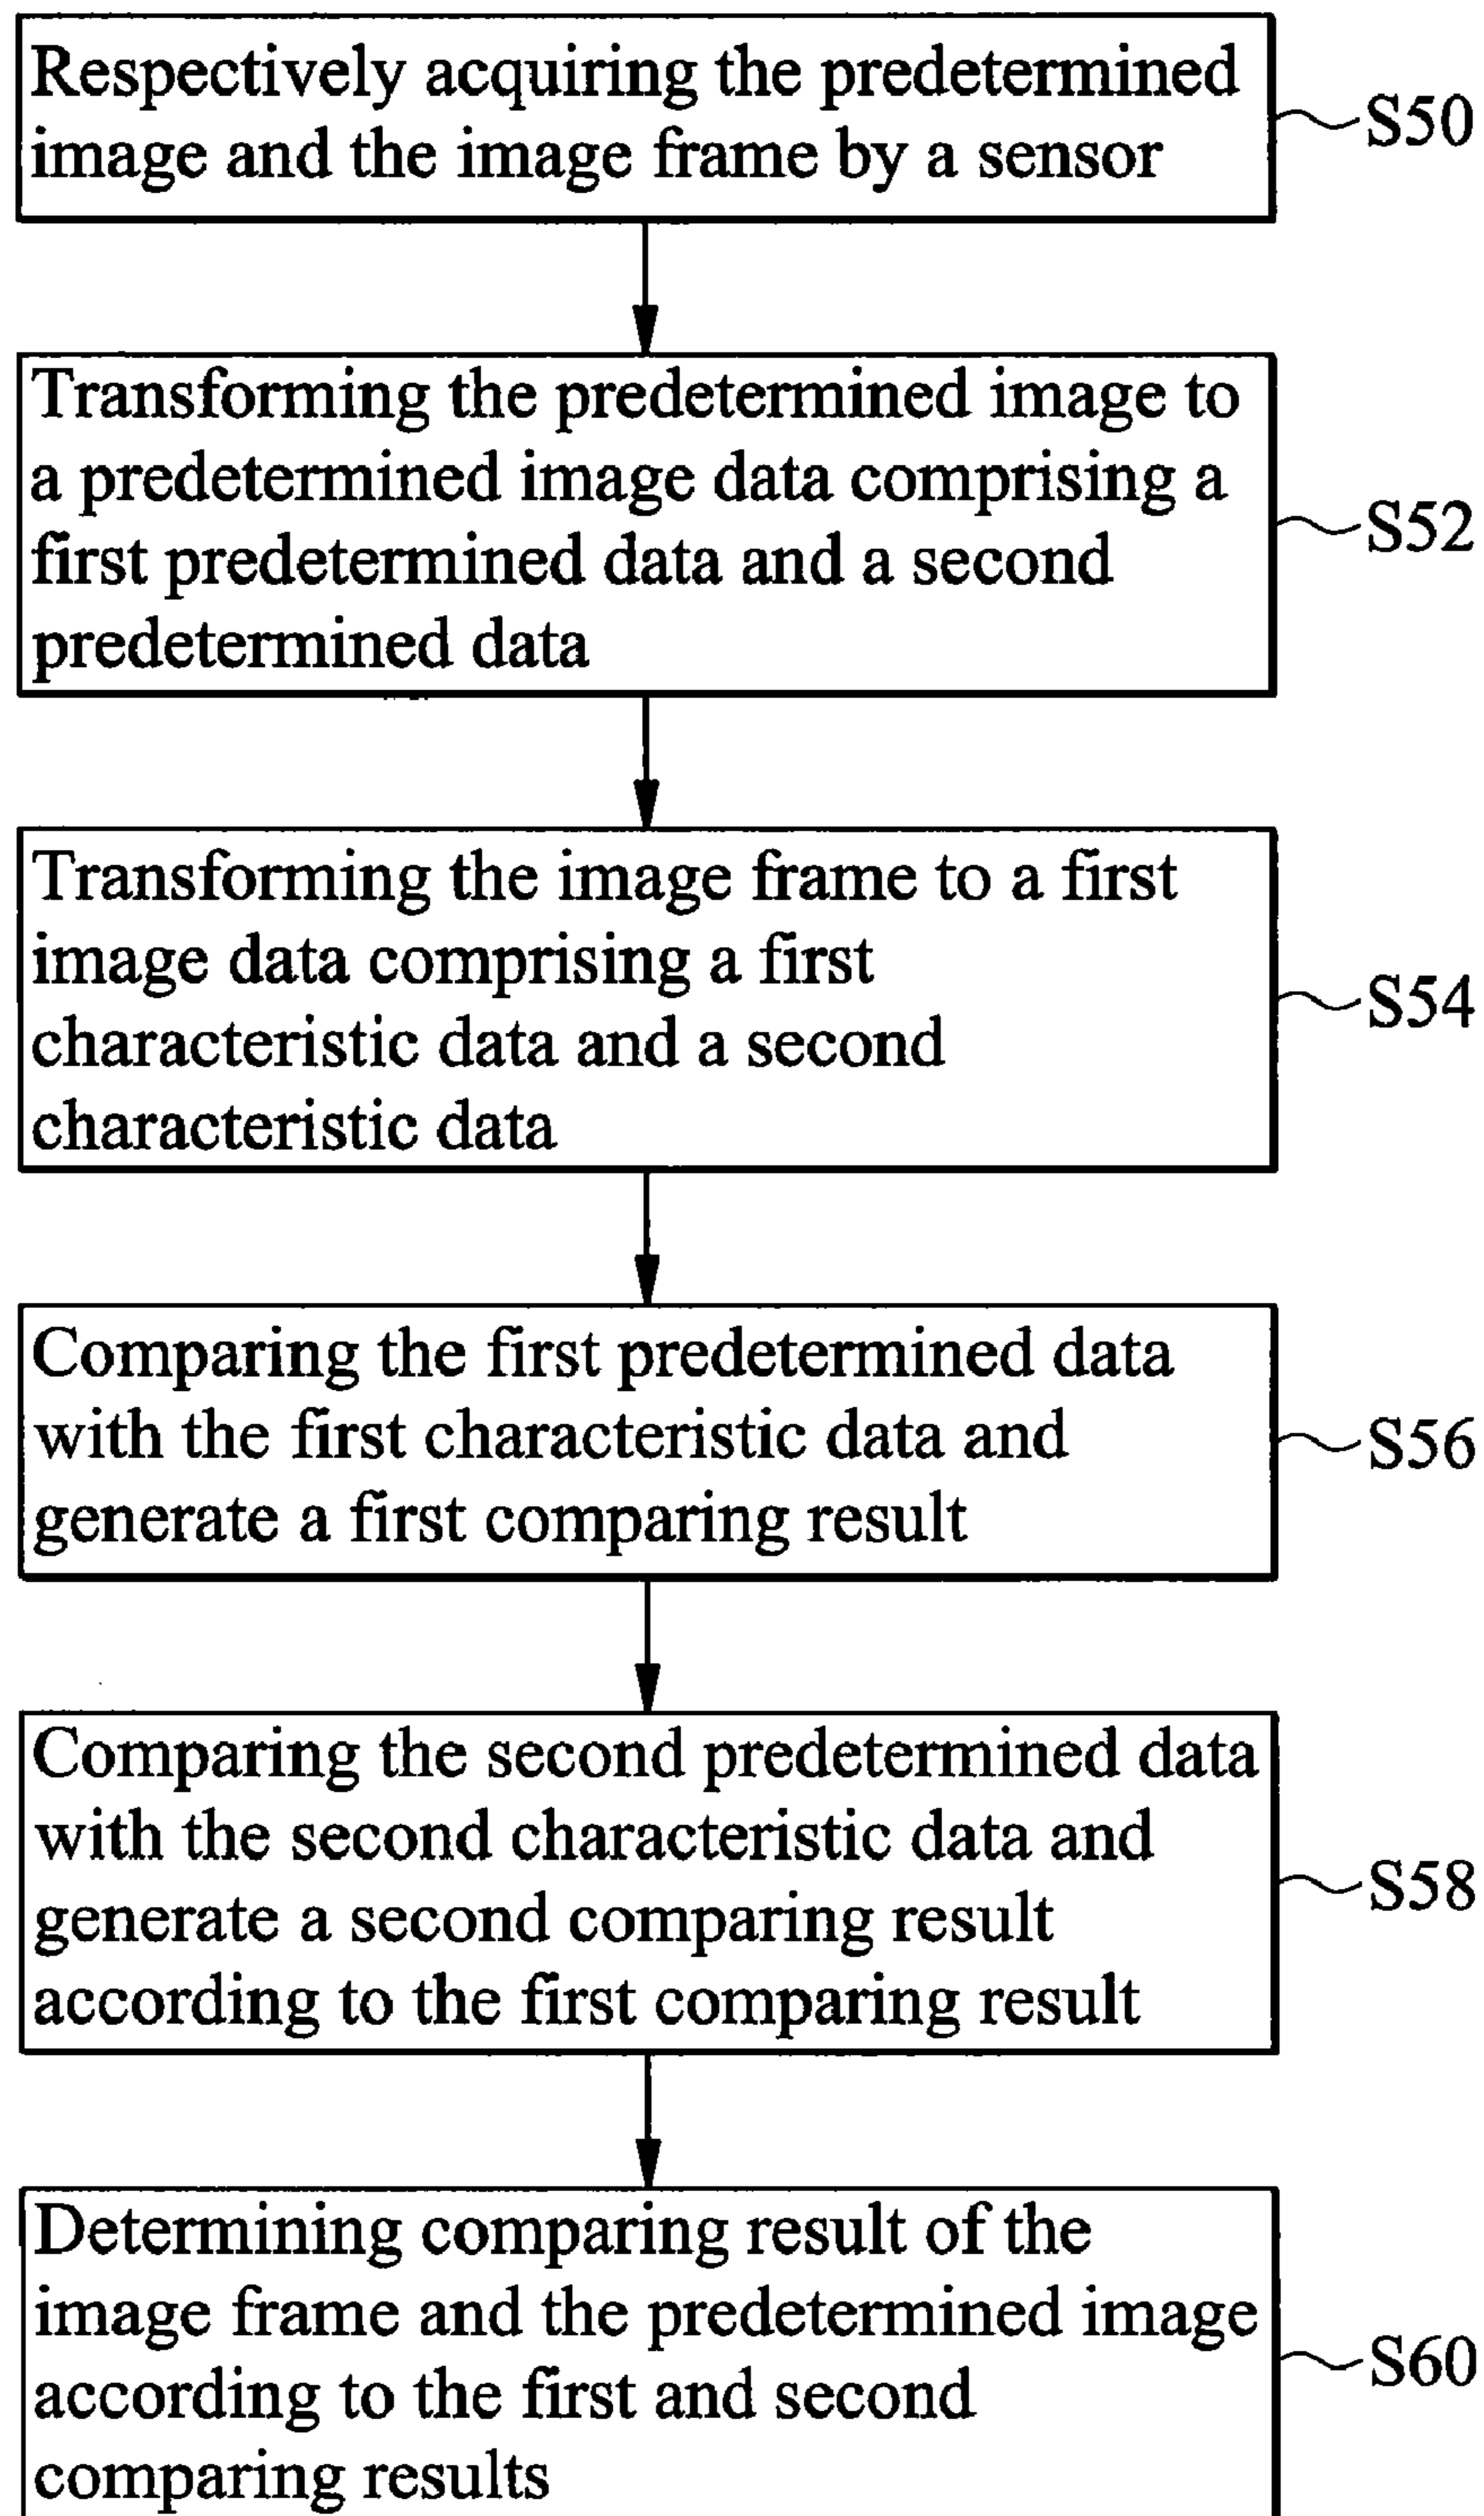 Respectively acquiring the predetermined
image and the image frame by a sensor
S50
Transforming the predetermined image to
a predetermined image data comprising a
first predetermined data and a second
predetermined data
S52
Transforming the image frame to a first
image data comprising a first
characteristic data and a second
characteristic data
S54
Comparing the first predetermined data
with the first characteristic data and
generate a first comparing result
S56
Comparing the second predetermined data
with the second characteristic data and
generate a second comparing result
according to the first comparing result
S58
Determining comparing result of the
image frame and the predetermined image
according to the first and second
comparing results
S60